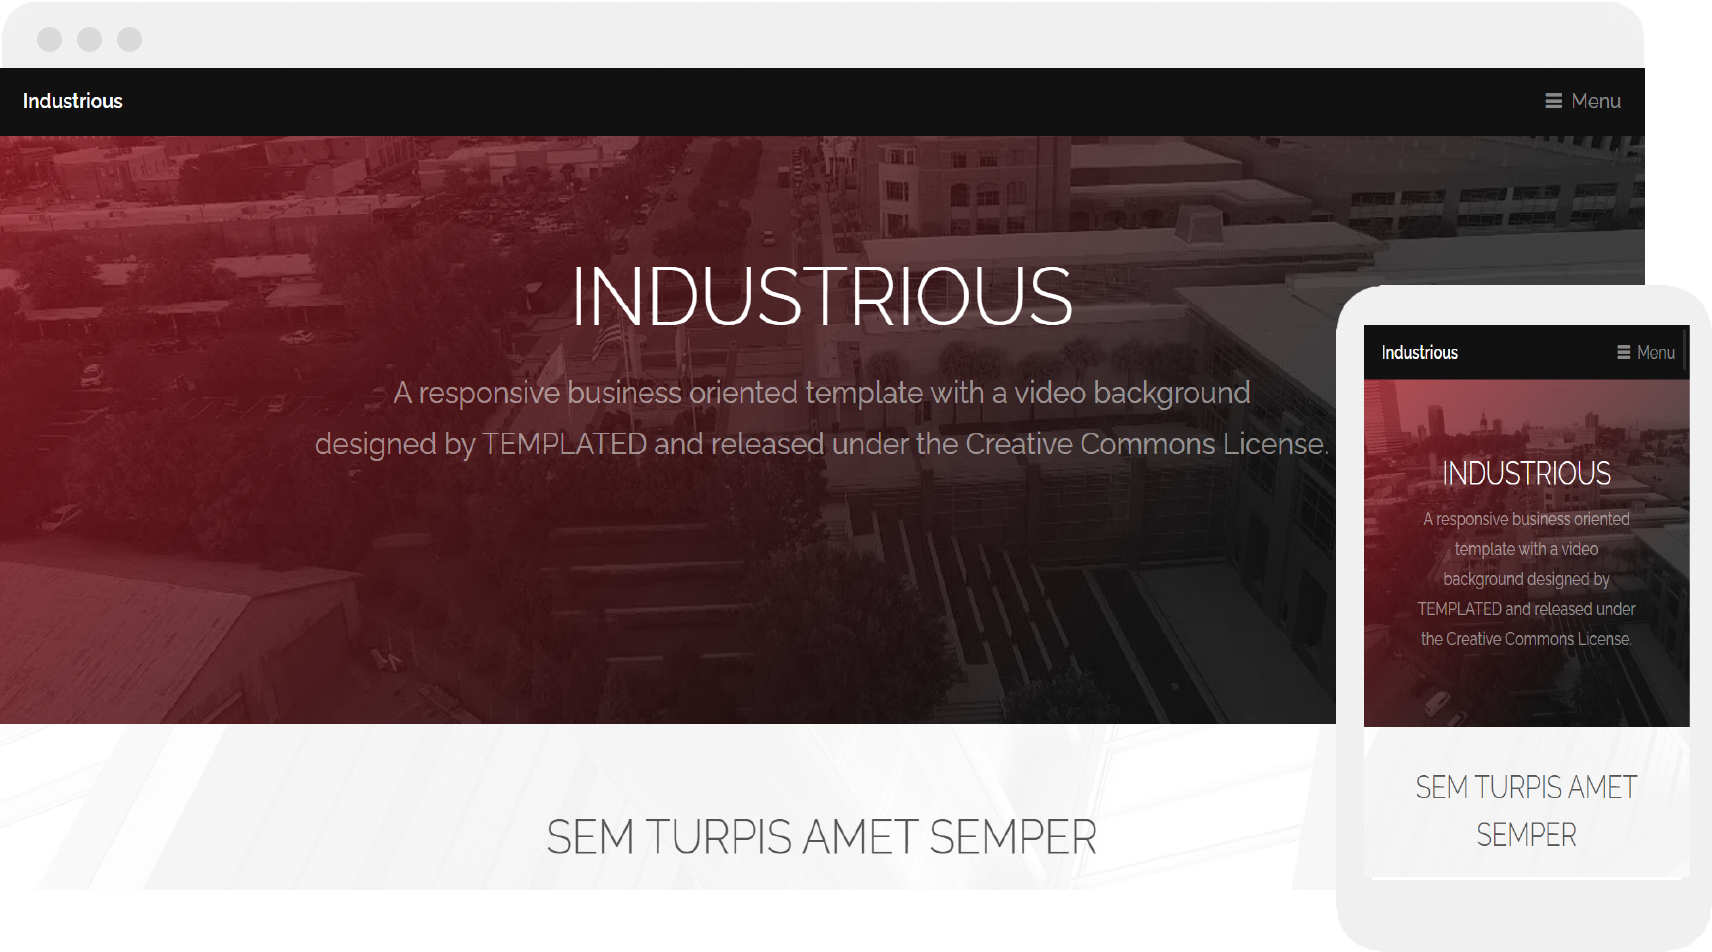 Industrious
Menu
INDUSTRIOUS
A responsive business oriented template with a video background
designed by TEMPLATED and released under the Creative Commons License.
SEM TURPIS AMET SEMPER
Industrious
Menu
INDUSTRIOUS
A responsive business oriented
template with a video
background designed by
TEMPLATED and released under
the Creative Commons License.
SEM TURPIS AMET
SEMPER